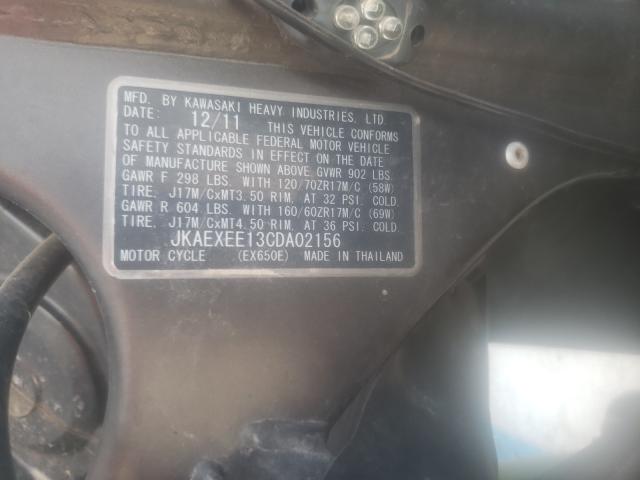 MFD. BY KAWASAKI HEAVY INDUSTRIES, LTD.
DATE: 12/11 THIS VEHICLE CONFORMS
TO ALL APPLICABLE FEDERAL MOTOR VEHICLE
SAFETY STANDARDS IN EFFECT ON THE DATE
OF MANUFACTURE SHOWN ABOVE GVWR 902 LBS.
GAWR F 298 LBS. WITH 120/70ZR17M/C (58W)
TIRE, J17M/CxMT3.50 RIM, AT 32 PSI. COLD.
GAWR R 604 LBS. WITH 160/60ZR17M/C (69W)
TIRE, J17M/CxMT4.50 RIM, AT 36 PSI. COLD.
JKAEXEE13CDA02156
MOTOR CYCLE (EX650E) MADE IN THAILAND